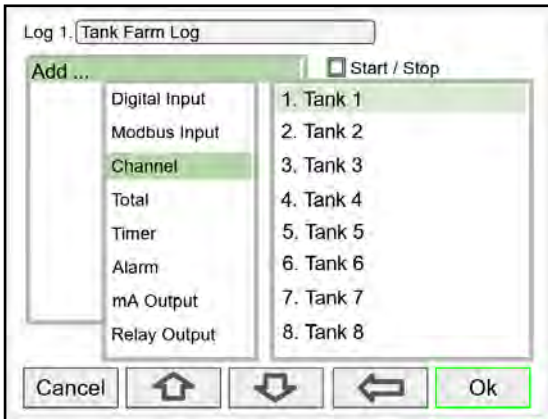 Log 1. Tank Farm Log
Add ...
Start / Stop
Digital Input
Modbus Input
Channel
Total
Timer
Alarm
mA Output
Relay Output
1. Tank 1
2. Tank 2
3. Tank 3
4. Tank 4
5. Tank 5
6. Tank 6
7. Tank 7
8. Tank 8
Cancel
Ok